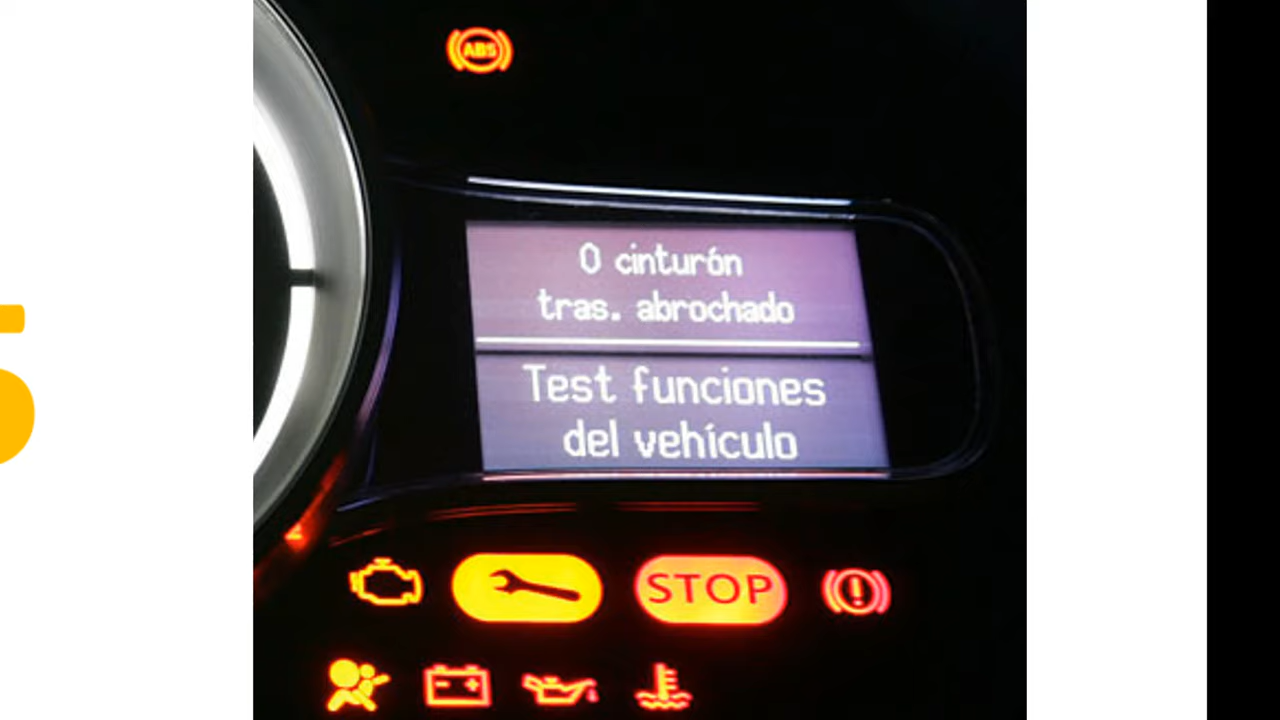 ABS
0 cinturón
tras. abrochado
Test funciones
del vehículo
STOP